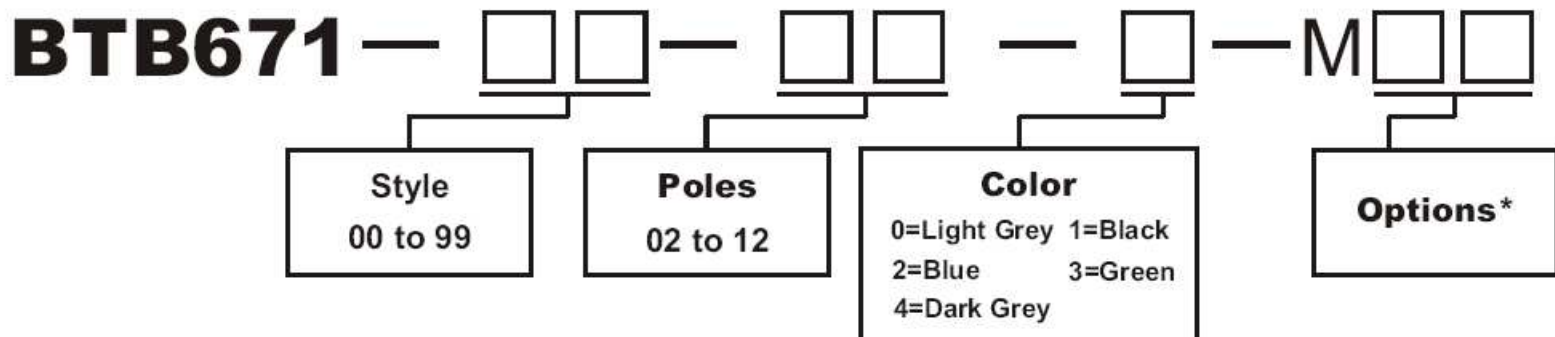 BTB671 — □□ — □□ — □ — M□□
Style
00 to 99
Poles
02 to 12
Color
0=Light Grey 1=Black
2=Blue 3=Green
4=Dark Grey
Options*